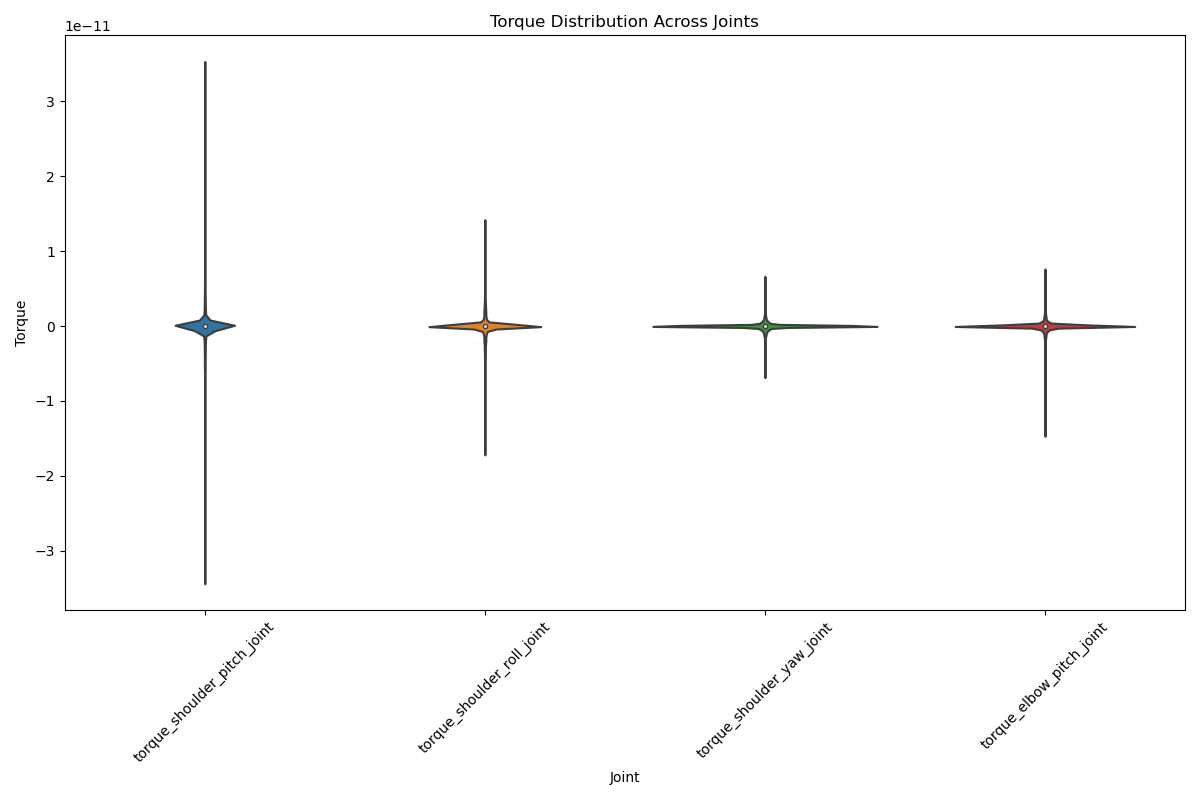 Torque Distribution Across Joints
1e−11
3
2
1
0
−1
−2
−3
Torque
torque_shoulder_pitch_joint
torque_shoulder_roll_joint
torque_shoulder_yaw_joint
torque_elbow_pitch_joint
Joint